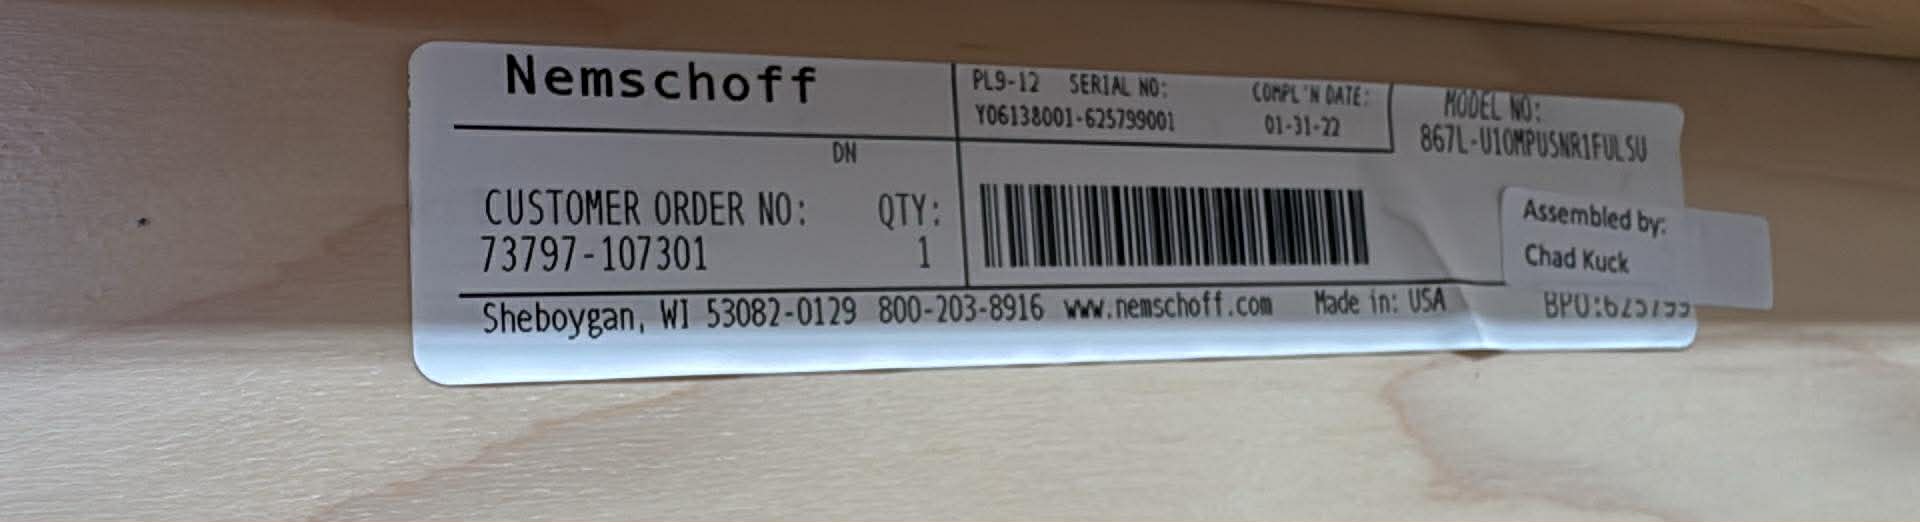 Nemschoff
PL9-12 SERIAL NO: COMPL'N DATE: MODEL NO:
Y06138001-625799001 01-31-22 867L-U10MPUSNR1FULSU
DN
CUSTOMER ORDER NO: QTY:
73797-107301 1
Assembled by:
Chad Kuck
Sheboygan, WI 53082-0129 800-203-8916 www.nemschoff.com Made in: USA BPO:625799